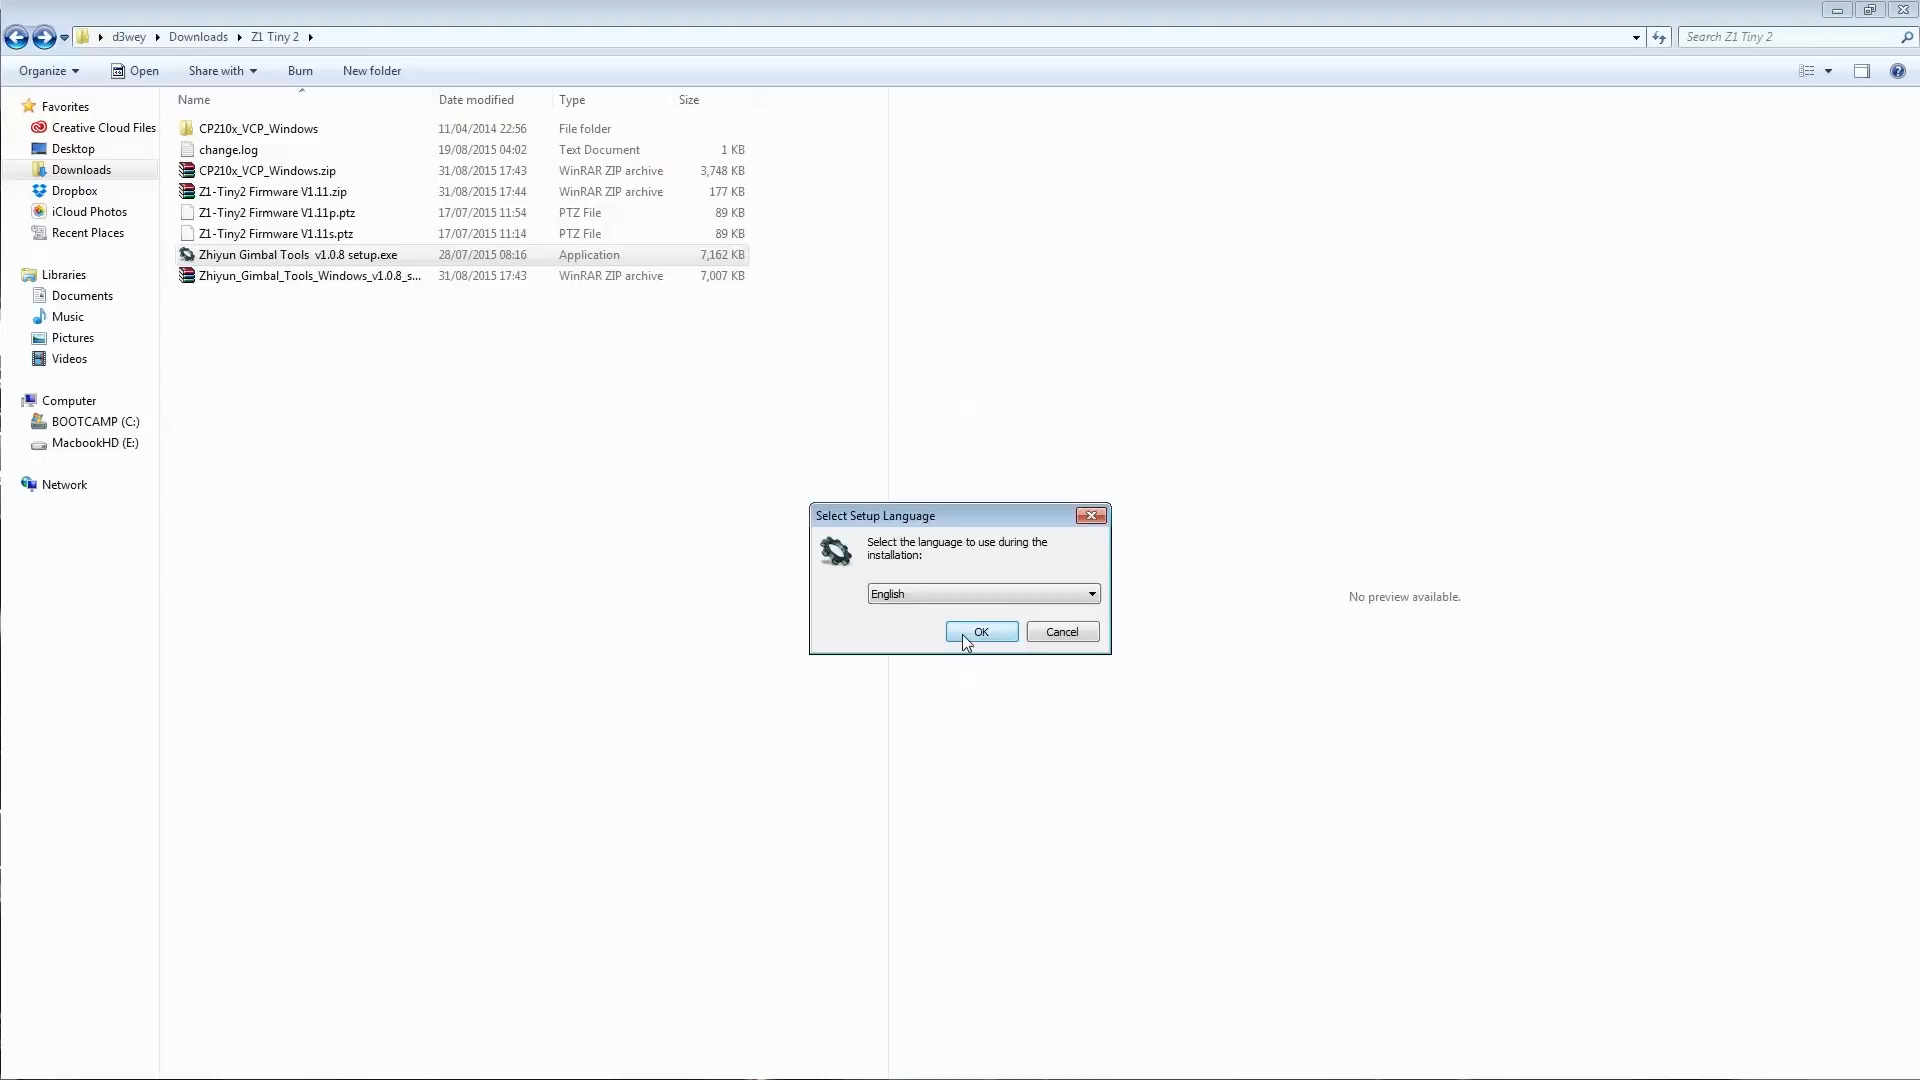 d3wey Downloads Z1 Tiny 2
Search Z1 Tiny 2
Organize Open Share with Burn New folder
Name Date modified Type Size
Favorites
Creative Cloud Files
Desktop
Downloads
Dropbox
iCloud Photos
Recent Places
Libraries
Documents
Music
Pictures
Videos
Computer
BOOTCAMP (C:)
MacbookHD (E:)
Network
CP210x_VCP_Windows 11/04/2014 22:56 File folder
change.log 19/08/2015 04:02 Text Document 1 KB
CP210x_VCP_Windows.zip 31/08/2015 17:43 WinRAR ZIP archive 3,748 KB
Z1-Tiny2 Firmware V1.11.zip 31/08/2015 17:44 WinRAR ZIP archive 177 KB
Z1-Tiny2 Firmware V1.11p.ptz 17/07/2015 11:54 PTZ File 89 KB
Z1-Tiny2 Firmware V1.11s.ptz 17/07/2015 11:14 PTZ File 89 KB
Zhiyun Gimbal Tools v1.0.8 setup.exe 28/07/2015 08:16 Application 7,162 KB
Zhiyun_Gimbal_Tools_Windows_v1.0.8_s... 31/08/2015 17:43 WinRAR ZIP archive 7,007 KB
Select Setup Language
Select the language to use during the
installation:
English
OK Cancel
No preview available.